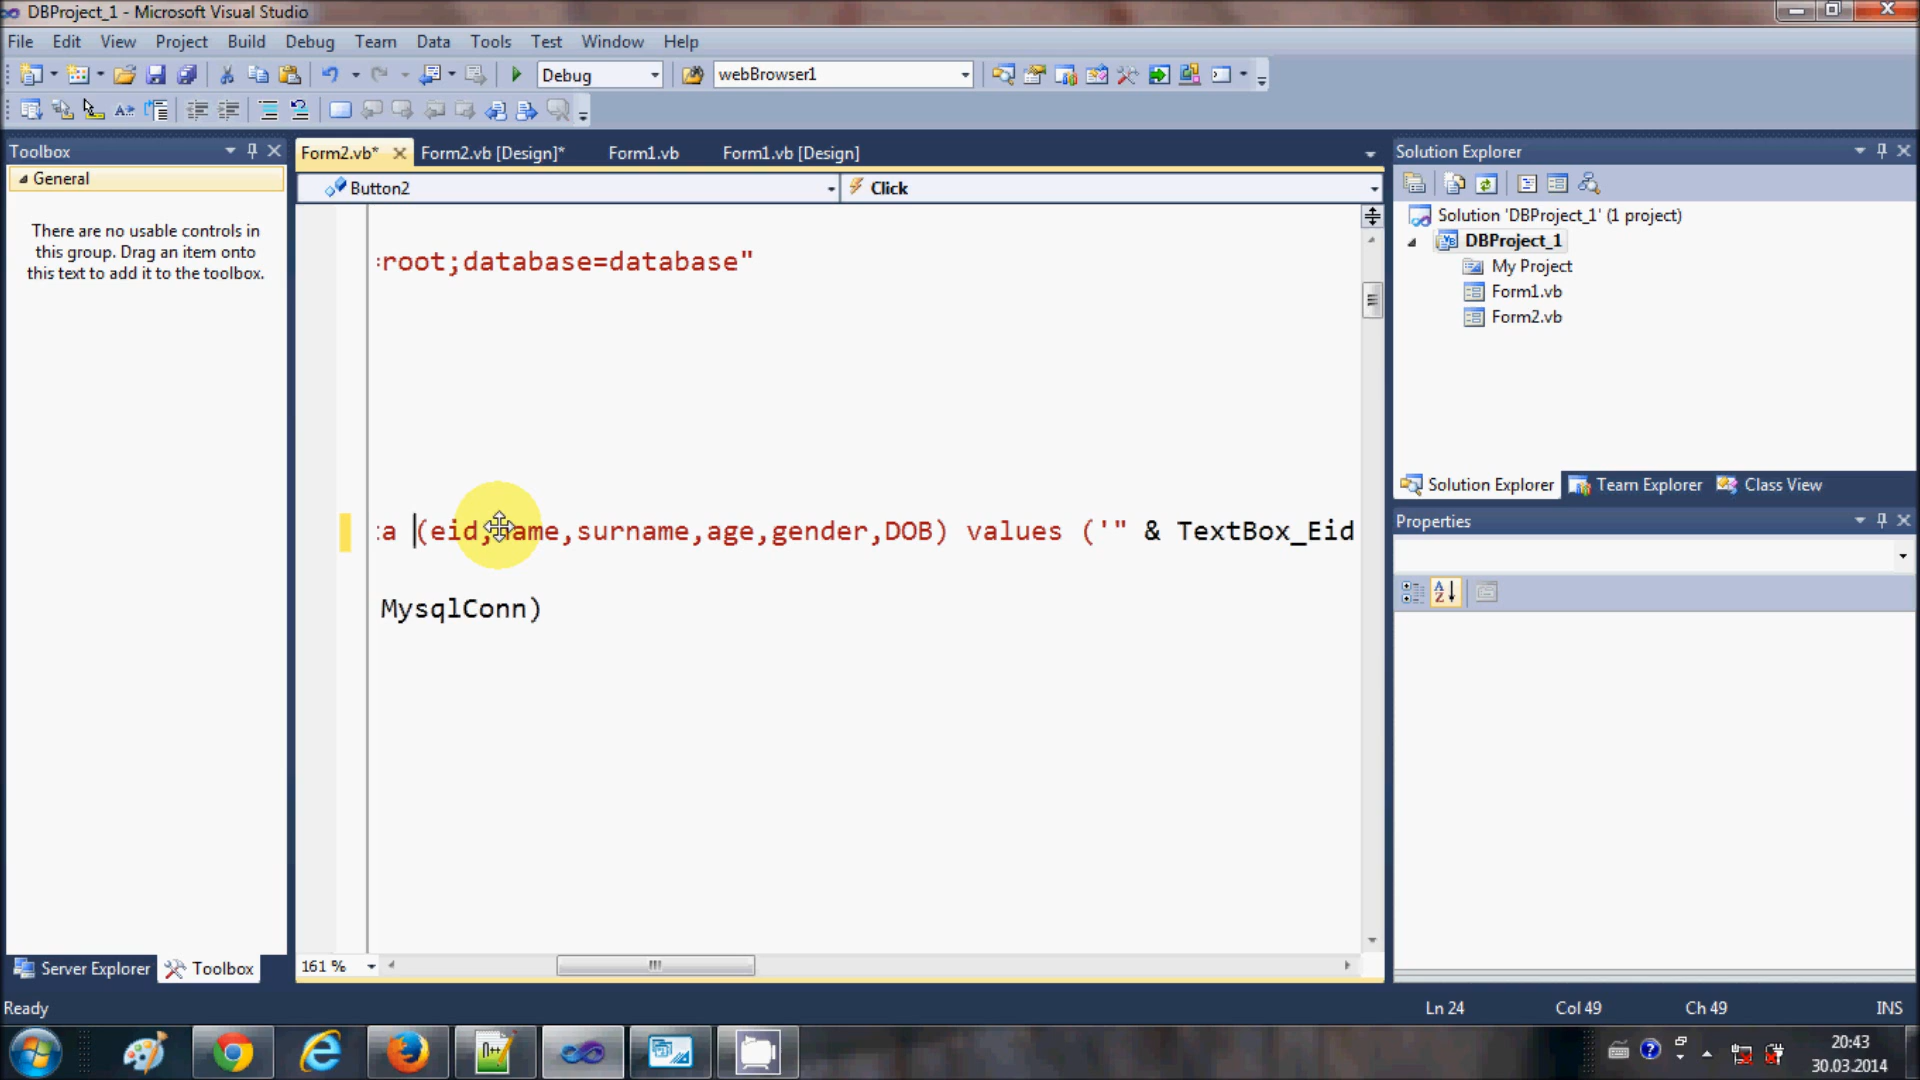 DBProject_1 - Microsoft Visual Studio
File Edit View Project Build Debug Team Data Tools Test Window Help
Debug webBrowser1
Toolbox
General
There are no usable controls in
this group. Drag an item onto
this text to add it to the toolbox.
Server Explorer Toolbox
Form2.vb* Form2.vb [Design]* Form1.vb Form1.vb [Design]
Button2 Click
root;database=database"
a (eid,name,surname,age,gender,DOB) values ('" & TextBox_Eid
MysqlConn)
161 %
Solution Explorer
Solution 'DBProject_1' (1 project)
DBProject_1
My Project
Form1.vb
Form2.vb
Solution Explorer Team Explorer Class View
Properties
Ready Ln 24 Col 49 Ch 49 INS
20:43
30.03.2014